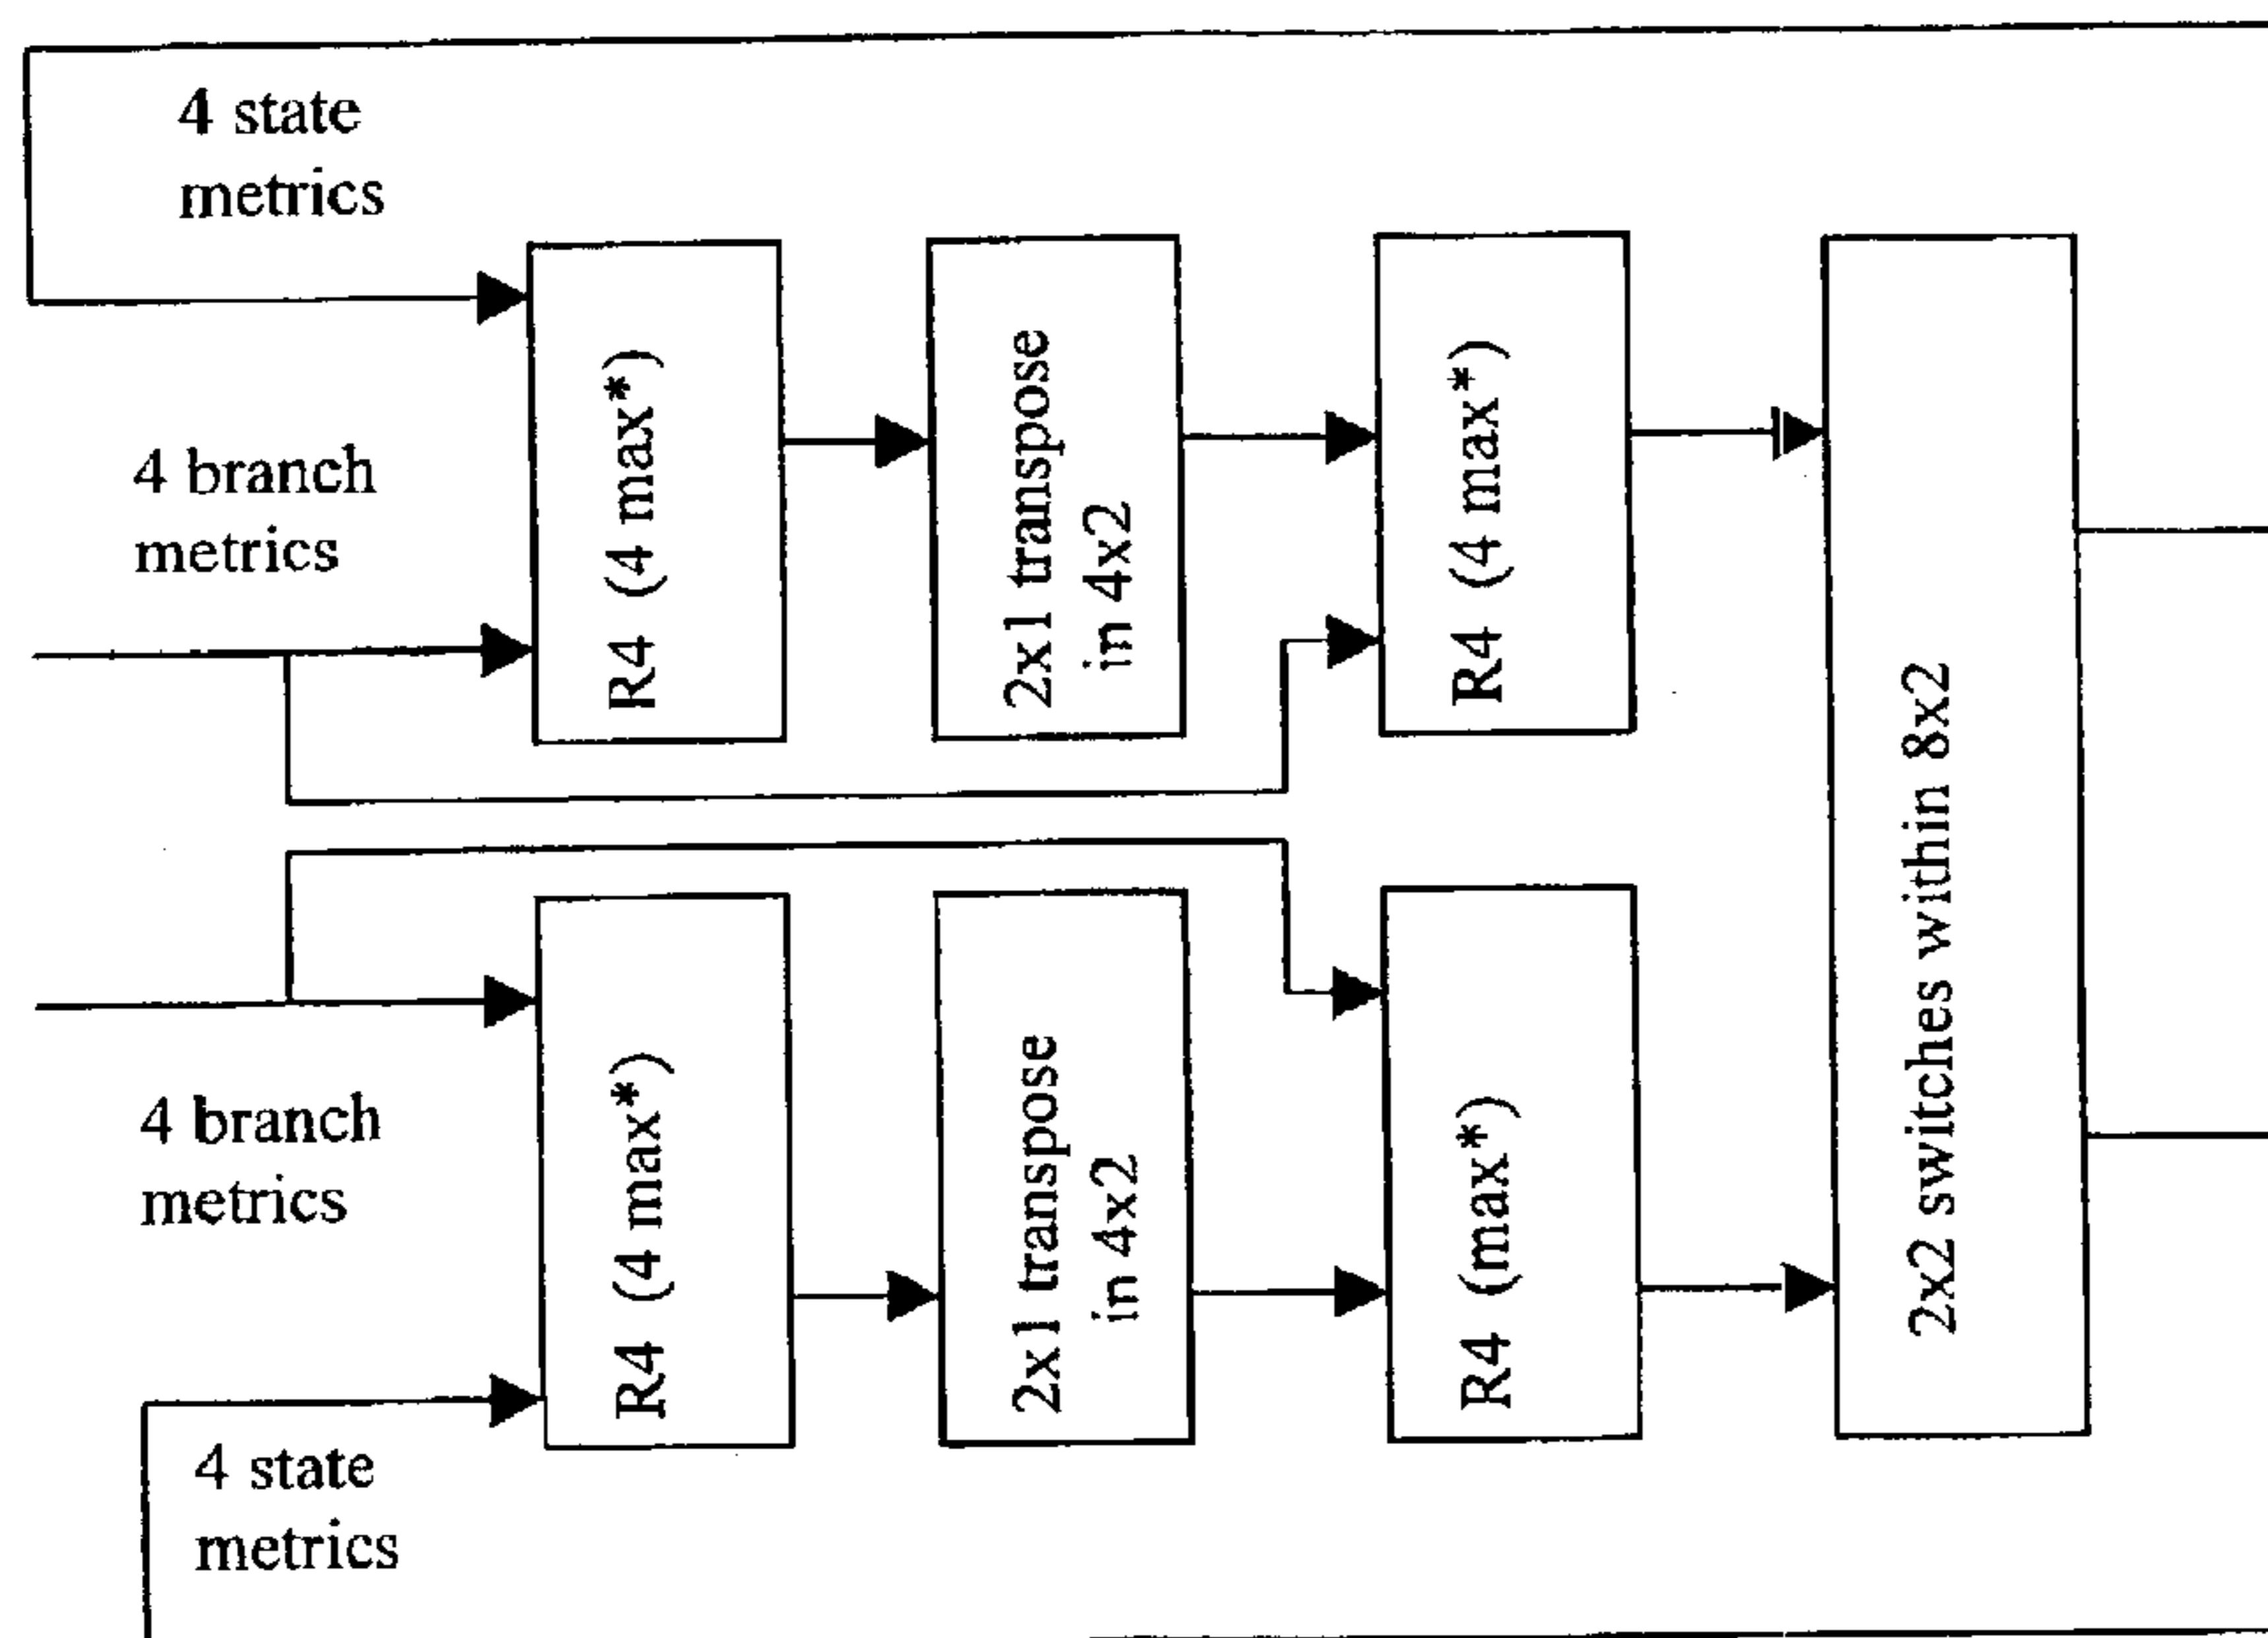 4 state
metrics
4 branch
metrics
R4 (4 max*)
2x1 transpose
in 4x2
R4 (4 max*)
2x2 switches within 8x2
4 branch
metrics
R4 (4 max*)
2x1 transpose
in 4x2
R4 (max*)
4 state
metrics